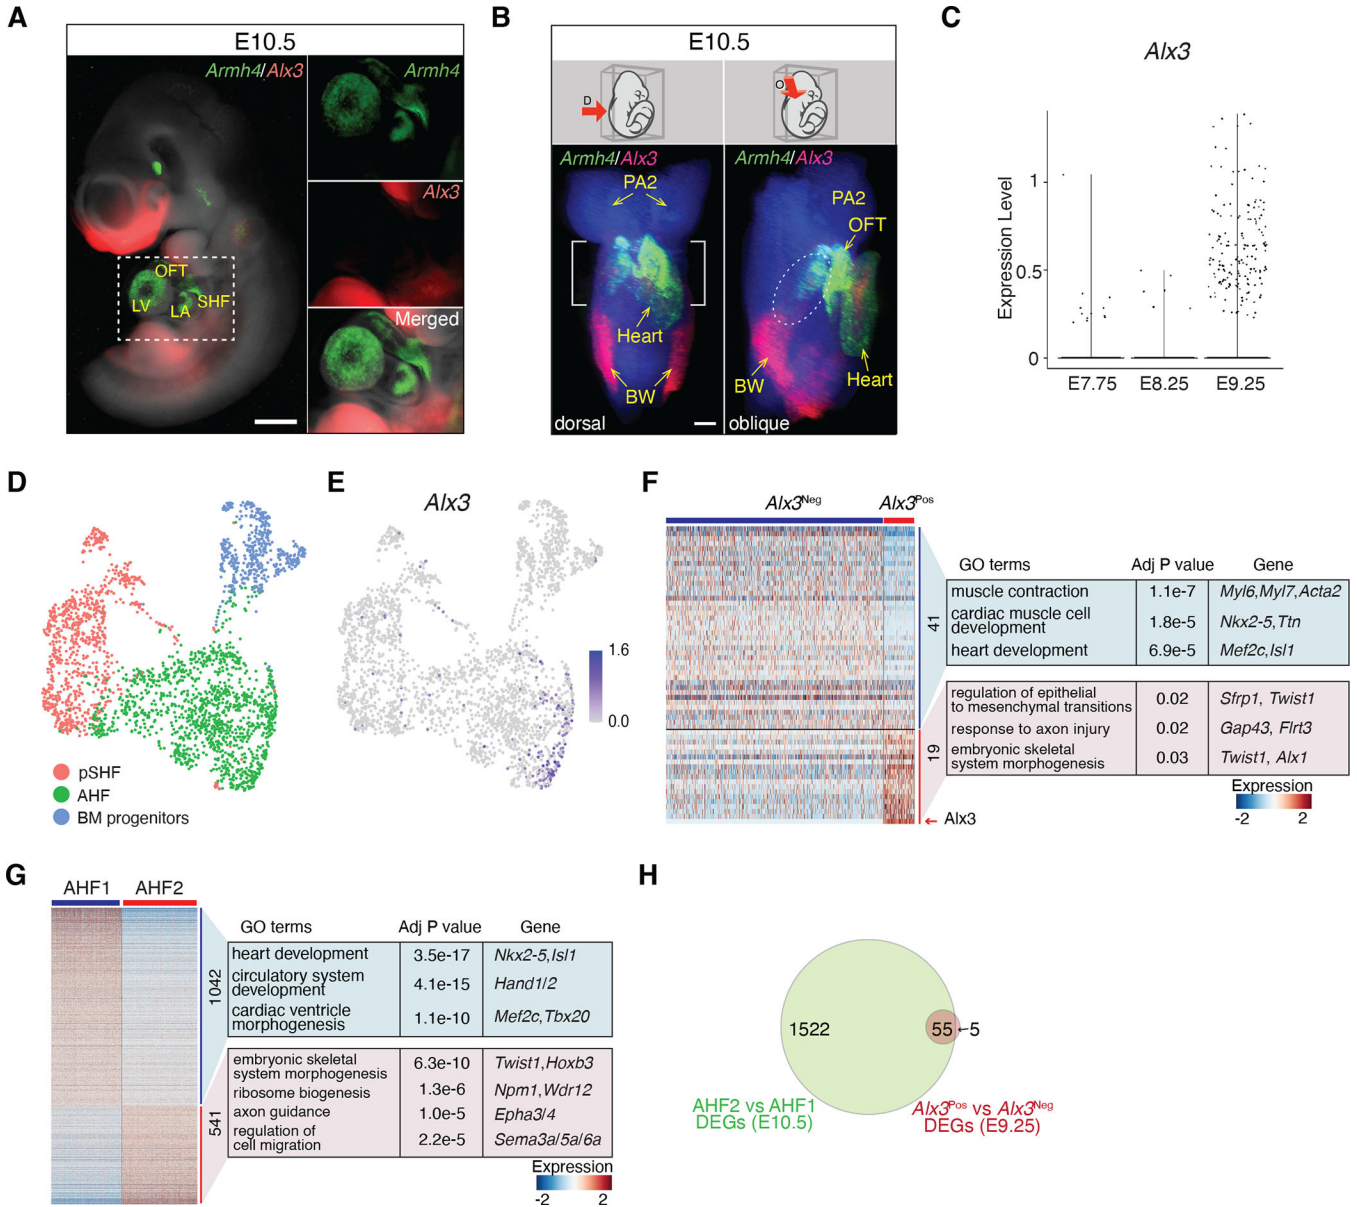 A
E10.5
Armh4/Alx3
Armh4
Alx3
Merged
OFT
LV
LA
SHF
B
E10.5
D
O
Armh4/Alx3
Armh4/Alx3
PA2
PA2
OFT
Heart
BW
BW
Heart
dorsal
oblique
C
Alx3
Expression Level
1
0.5
0
E7.75
E8.25
E9.25
D
pSHF
AHF
BM progenitors
E
Alx3
1.6
0.0
F
Alx3Neg
Alx3Pos
41
19
GO terms Adj P value Gene
muscle contraction 1.1e-7 Myl6,Myl7,Acta2
cardiac muscle cell
development 1.8e-5 Nkx2-5,Ttn
heart development 6.9e-5 Mef2c,Isl1
regulation of epithelial
to mesenchymal transitions 0.02 Sfrp1, Twist1
response to axon injury 0.02 Gap43, Flrt3
embryonic skeletal
system morphogenesis 0.03 Twist1, Alx1
Expression
-2 2
← Alx3
G
AHF1 AHF2
1042
541
GO terms Adj P value Gene
heart development 3.5e-17 Nkx2-5,Isl1
circulatory system
development 4.1e-15 Hand1/2
cardiac ventricle
morphogenesis 1.1e-10 Mef2c,Tbx20
embryonic skeletal
system morphogenesis 6.3e-10 Twist1,Hoxb3
ribosome biogenesis 1.3e-6 Npm1,Wdr12
axon guidance 1.0e-5 Epha3/4
regulation of
cell migration 2.2e-5 Sema3a/5a/6a
Expression
-2 2
H
1522
55
←5
AHF2 vs AHF1
DEGs (E10.5)
Alx3Pos vs Alx3Neg
DEGs (E9.25)